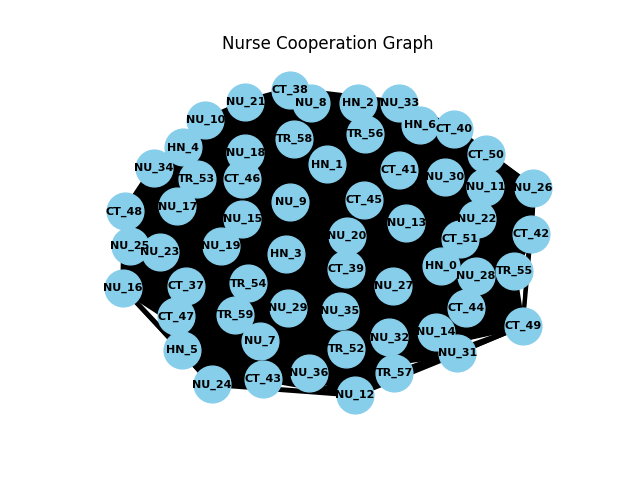 Nurse Cooperation Graph
CT_38
NU_21
NU_8
HN_2
NU_33
NU_10
HN_6
CT_40
TR_56
TR_58
HN_4
NU_18
CT_50
HN_1
NU_34
CT_41
NU_30
TR_53
CT_46
NU_11
NU_26
NU_9
CT_45
NU_17
CT_48
NU_15
NU_22
NU_13
CT_42
NU_20
CT_51
NU_25
NU_19
NU_23
HN_3
CT_39
HN_0
TR_55
NU_28
TR_54
CT_37
NU_27
NU_16
NU_29
CT_44
NU_35
TR_59
CT_47
CT_49
NU_14
NU_32
NU_7
TR_52
HN_5
NU_31
NU_36
TR_57
CT_43
NU_24
NU_12